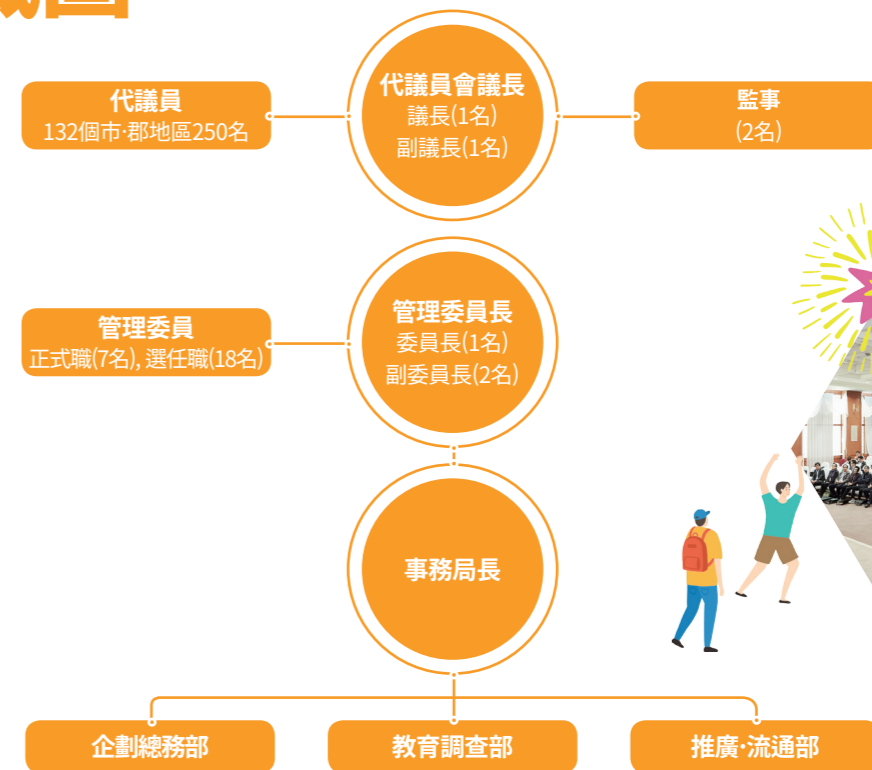 代議員會議長
議長(1名)
副議長(1名)
代議員
132個市·郡地區250名
監事
(2名)
管理委員長
委員長(1名)
副委員長(2名)
管理委員
正式職(7名), 選任職(18名)
事務局長
企劃總務部
教育調查部
推廣·流通部